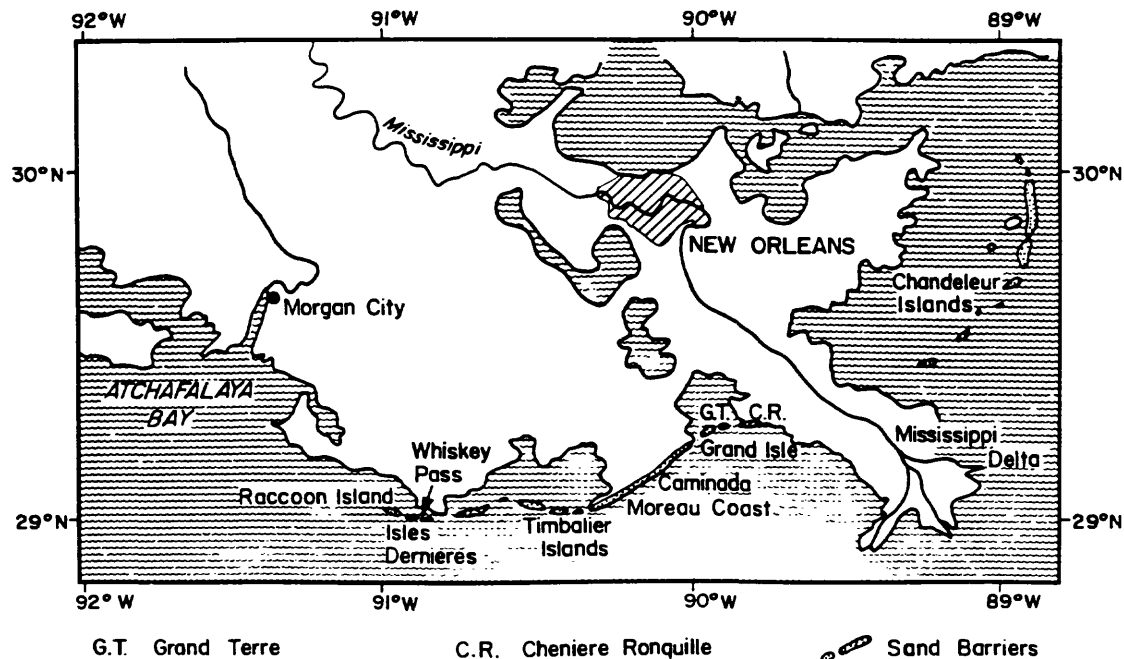 92°W 91°W 90°W 89°W
Mississippi
30°N 30°N
NEW ORLEANS
Chandeleur
Islands
Morgan City
ATCHAFALAYA
BAY
G.T. C.R.
Whiskey
Pass
Grand Isle
Mississippi
Delta
Raccoon Island
Caminada
Moreau Coast
29°N 29°N
Isles
Dernières
Timbalier
Islands
92°W 91°W 90°W 89°W
G.T. Grand Terre C.R. Cheniere Ronquille Sand Barriers